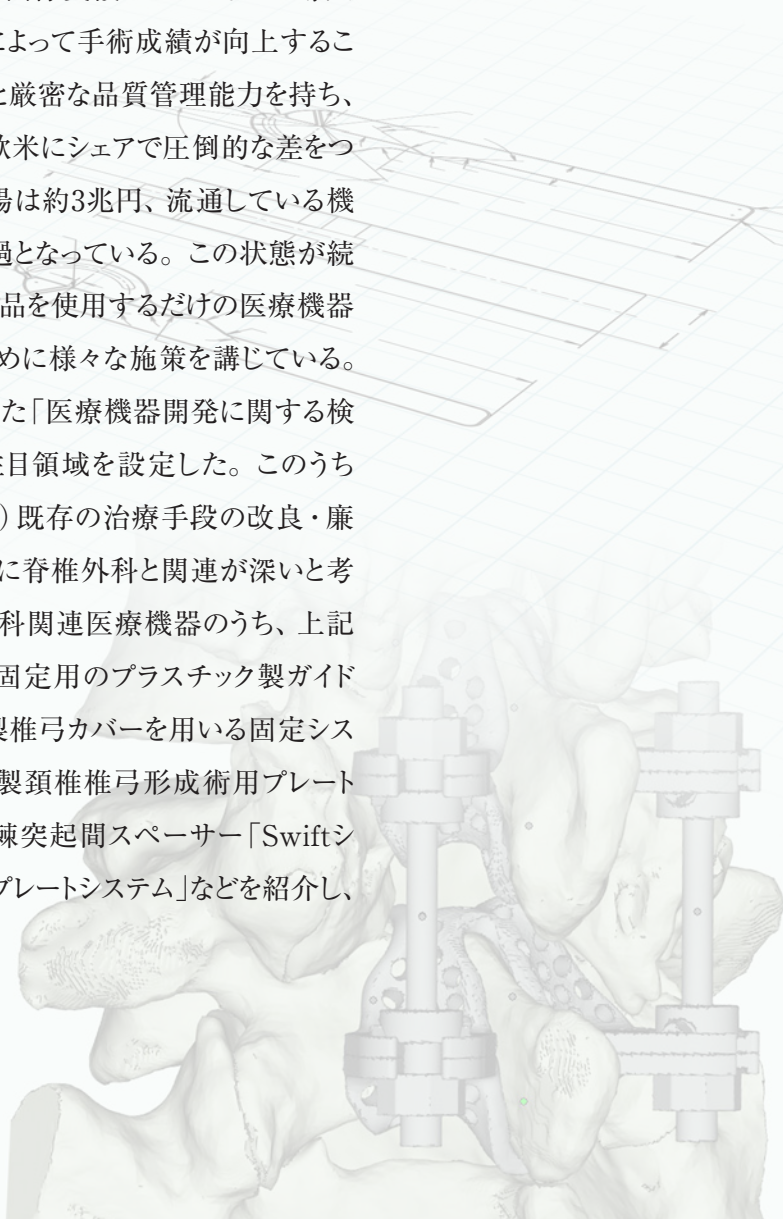 によって手術成績が向上するこ
と厳密な品質管理能力を持ち、
欧米にシェアで圧倒的な差をつ
場は約3兆円、流通している機
過となっている。この状態が続
品を使用するだけの医療機器
めに様々な施策を講じている。
た「医療機器開発に関する検
注目領域を設定した。このうち
)既存の治療手段の改良・廉
に脊椎外科と関連が深いと考
科関連医療機器のうち、上記
固定用のプラスチック製ガイド
製椎弓カバーを用いる固定シス
製頚椎椎弓形成術用プレート
棘突起間スペーサー「Swiftシ
プレートシステム」などを紹介し、